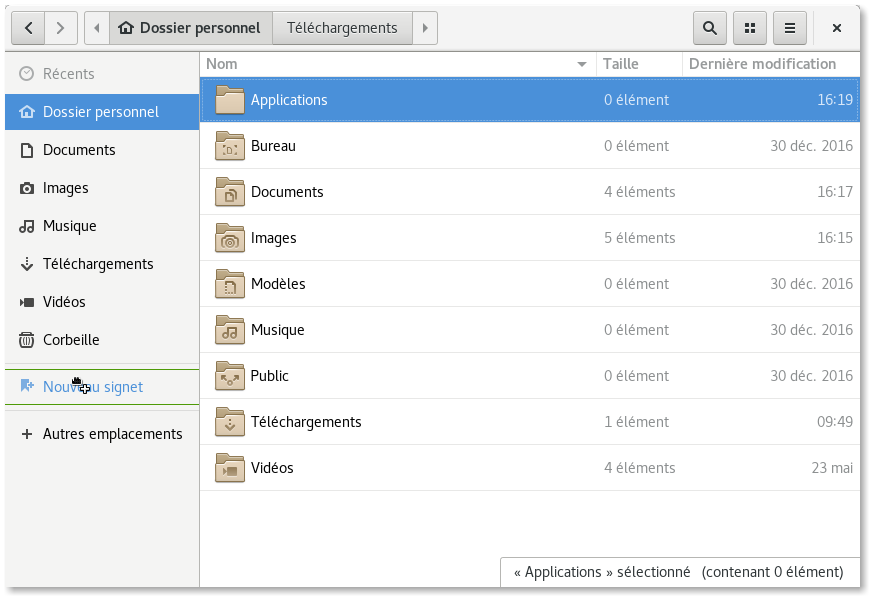 Dossier personnel Téléchargements
Récents
Dossier personnel
Documents
Images
Musique
Téléchargements
Vidéos
Corbeille
Nouveau signet
Autres emplacements
Nom Taille Dernière modification
Applications 0 élément 16:19
Bureau 0 élément 30 déc. 2016
Documents 4 éléments 16:17
Images 5 éléments 16:15
Modèles 0 élément 30 déc. 2016
Musique 0 élément 30 déc. 2016
Public 0 élément 30 déc. 2016
Téléchargements 1 élément 09:49
Vidéos 4 éléments 23 mai
« Applications » sélectionné (contenant 0 élément)